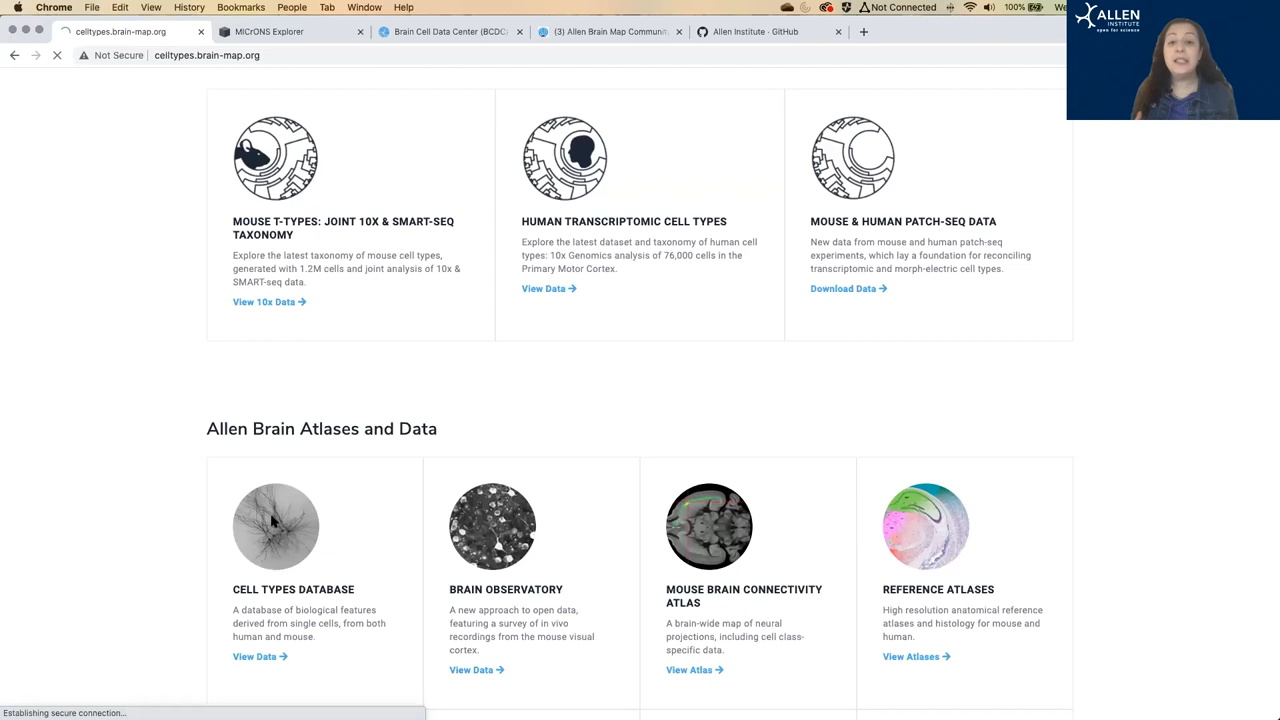 Chrome File Edit View History Bookmarks People Tab Window Help Not Connected 100% We
celltypes.brain-map.org MICrONS Explorer Brain Cell Data Center (BCDC (3) Allen Brain Map Communit Allen Institute · GitHub
Not Secure celltypes.brain-map.org
ALLEN
INSTITUTE
open for science
MOUSE T-TYPES: JOINT 10X & SMART-SEQ
TAXONOMY
Explore the latest taxonomy of mouse cell types,
generated with 1.2M cells and joint analysis of 10x &
SMART-seq data.
View 10x Data →
HUMAN TRANSCRIPTOMIC CELL TYPES
Explore the latest dataset and taxonomy of human cell
types: 10x Genomics analysis of 76,000 cells in the
Primary Motor Cortex.
View Data →
MOUSE & HUMAN PATCH-SEQ DATA
New data from mouse and human patch-seq
experiments, which lay a foundation for reconciling
transcriptomic and morph-electric cell types.
Download Data →
Allen Brain Atlases and Data
CELL TYPES DATABASE
A database of biological features
derived from single cells, from both
human and mouse.
View Data →
BRAIN OBSERVATORY
A new approach to open data,
featuring a survey of in vivo
recordings from the mouse visual
cortex.
View Data →
MOUSE BRAIN CONNECTIVITY
ATLAS
A brain-wide map of neural
projections, including cell class-
specific data.
View Atlas →
REFERENCE ATLASES
High resolution anatomical reference
atlases and histology for mouse and
human.
View Atlases →
Establishing secure connection...